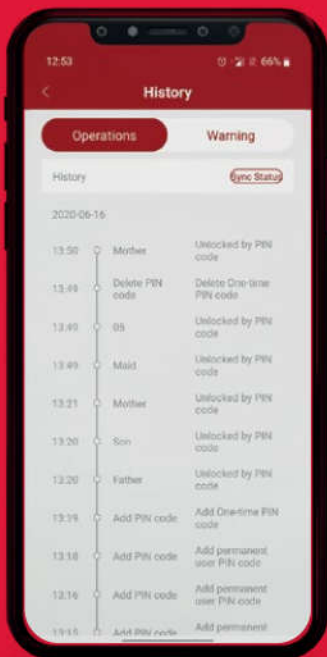 12:53
66%
History
Operations Warning
History Sync Status
2020-06-16
13:50 Mother Unlocked by PIN
code
13:49 Delete PIN
code Delete One-time
PIN code
13:49 05 Unlocked by PIN
code
13:49 Maid Unlocked by PIN
code
13:21 Mother Unlocked by PIN
code
13:20 Son Unlocked by PIN
code
13:20 Father Unlocked by PIN
code
13:19 Add PIN code Add One-time PIN
code
13:18 Add PIN code Add permanent
user PIN code
13:16 Add PIN code Add permanent
user PIN code
13:15 Add PIN code Add permanent